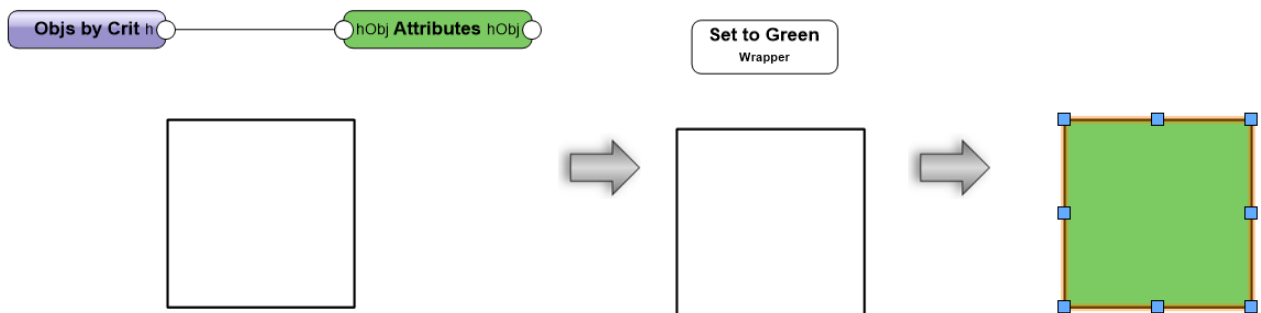 Objs by Crit h
hObj Attributes hObj
Set to Green
Wrapper